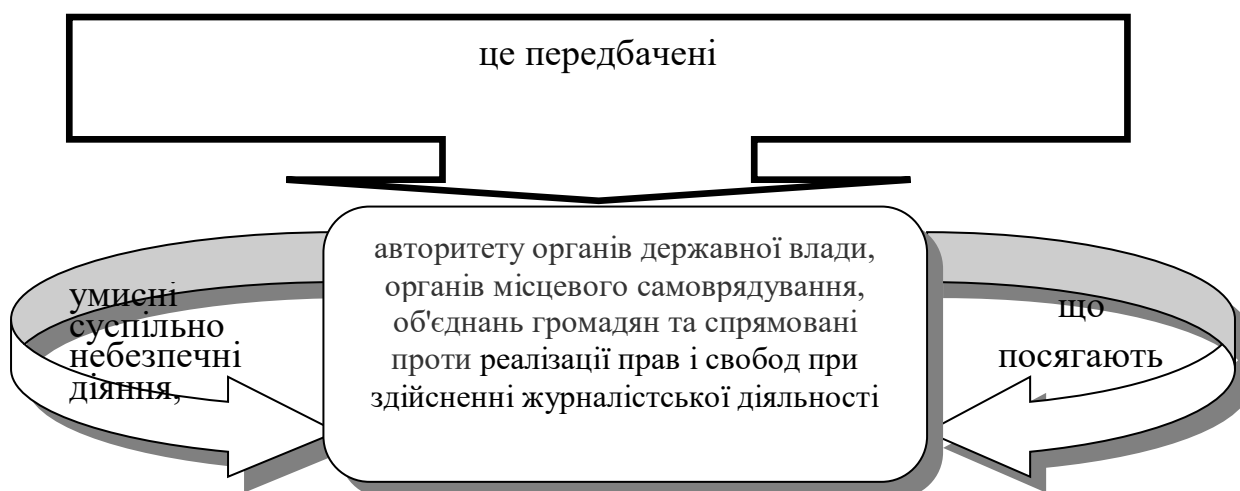 це передбачені
умисні
суспільно
небезпечні
діяння,
що
посягають
авторитету органів державної влади,
органів місцевого самоврядування,
об'єднань громадян та спрямовані
проти реалізації прав і свобод при
здійсненні журналістської діяльності